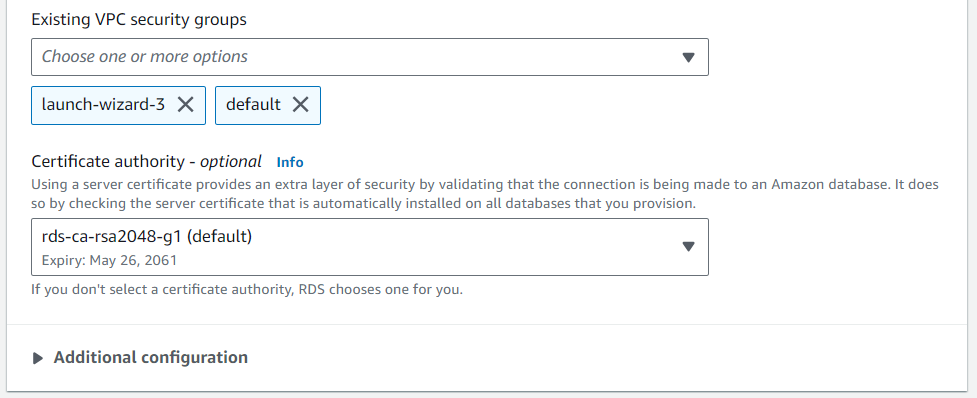 Existing VPC security groups
Choose one or more options
launch-wizard-3 default
Certificate authority - optional Info
Using a server certificate provides an extra layer of security by validating that the connection is being made to an Amazon database. It does
so by checking the server certificate that is automatically installed on all databases that you provision.
rds-ca-rsa2048-g1 (default)
Expiry: May 26, 2061
If you don't select a certificate authority, RDS chooses one for you.
Additional configuration